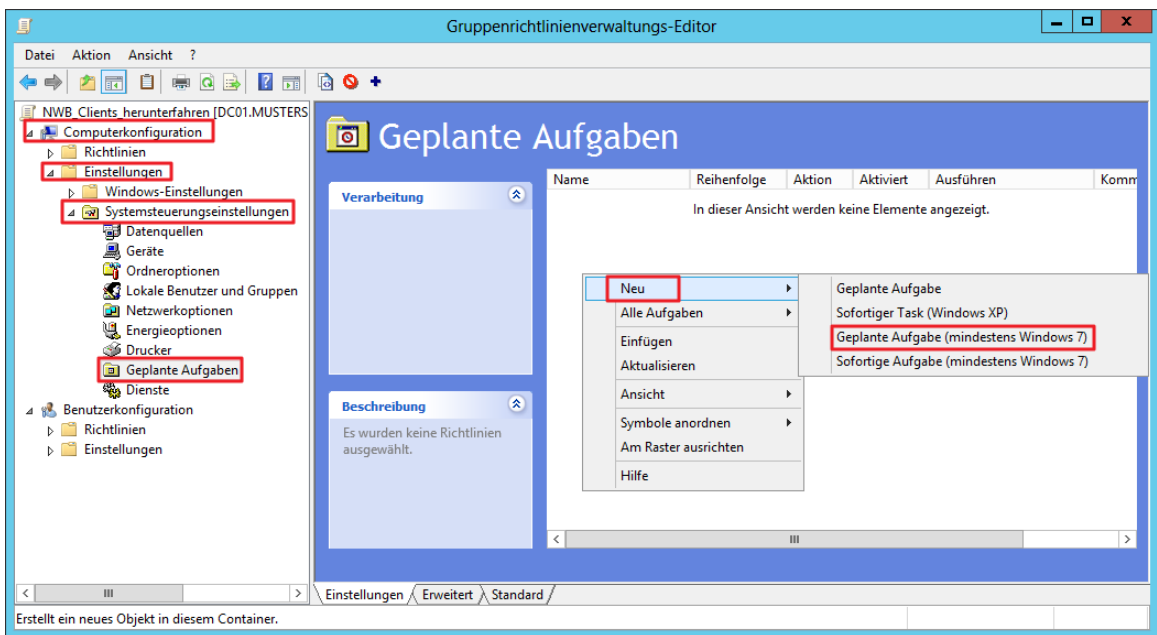 Gruppenrichtlinienverwaltungs-Editor
Datei Aktion Ansicht ?
NWB_Clients_herunterfahren [DC01.MUSTERS
Computerkonfiguration
Richtlinien
Einstellungen
Windows-Einstellungen
Systemsteuerungseinstellungen
Datenquellen
Geräte
Ordneroptionen
Lokale Benutzer und Gruppen
Netzwerkoptionen
Energieoptionen
Drucker
Geplante Aufgaben
Dienste
Benutzerkonfiguration
Richtlinien
Einstellungen
Geplante Aufgaben
Verarbeitung
Beschreibung
Es wurden keine Richtlinien
ausgewählt.
Name Reihenfolge Aktion Aktiviert Ausführen Komm
In dieser Ansicht werden keine Elemente angezeigt.
Neu
Alle Aufgaben
Einfügen
Aktualisieren
Ansicht
Symbole anordnen
Am Raster ausrichten
Hilfe
Geplante Aufgabe
Sofortiger Task (Windows XP)
Geplante Aufgabe (mindestens Windows 7)
Sofortige Aufgabe (mindestens Windows 7)
Einstellungen Erweitert Standard
Erstellt ein neues Objekt in diesem Container.